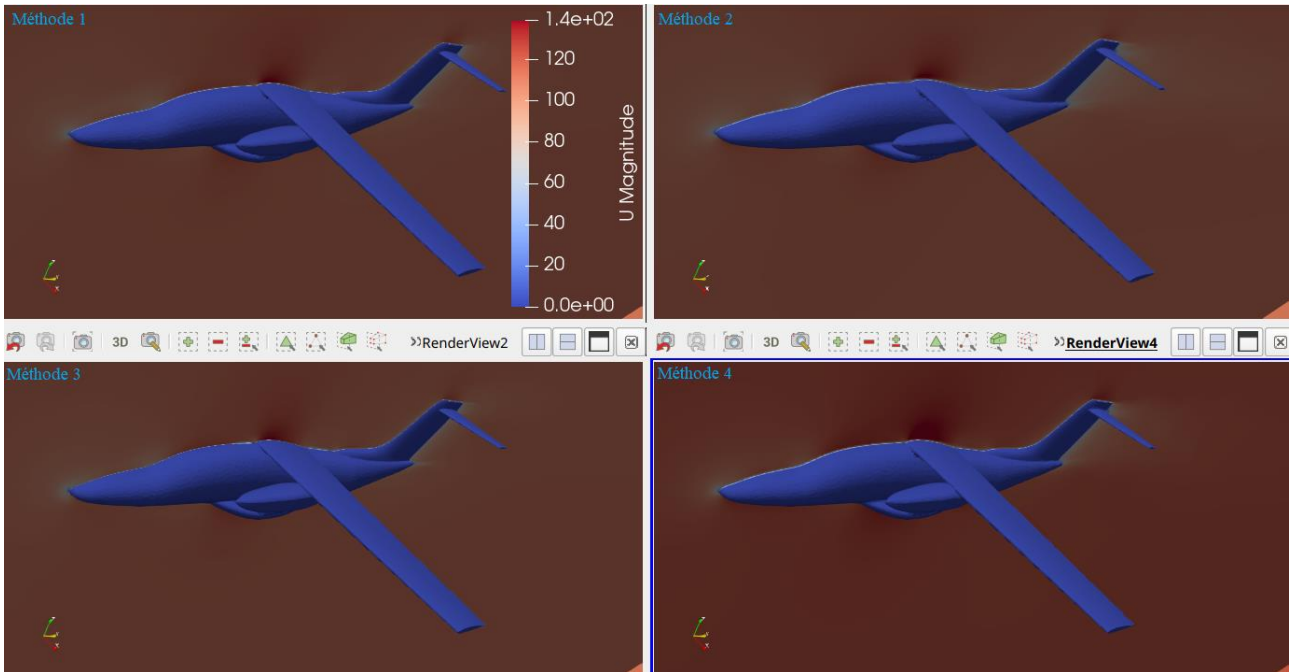 Méthode 1
1.4e+02
120
100
80
60
40
20
0.0e+00
U Magnitude
Méthode 2
3D
RenderView2
3D
RenderView4
Méthode 3
Méthode 4